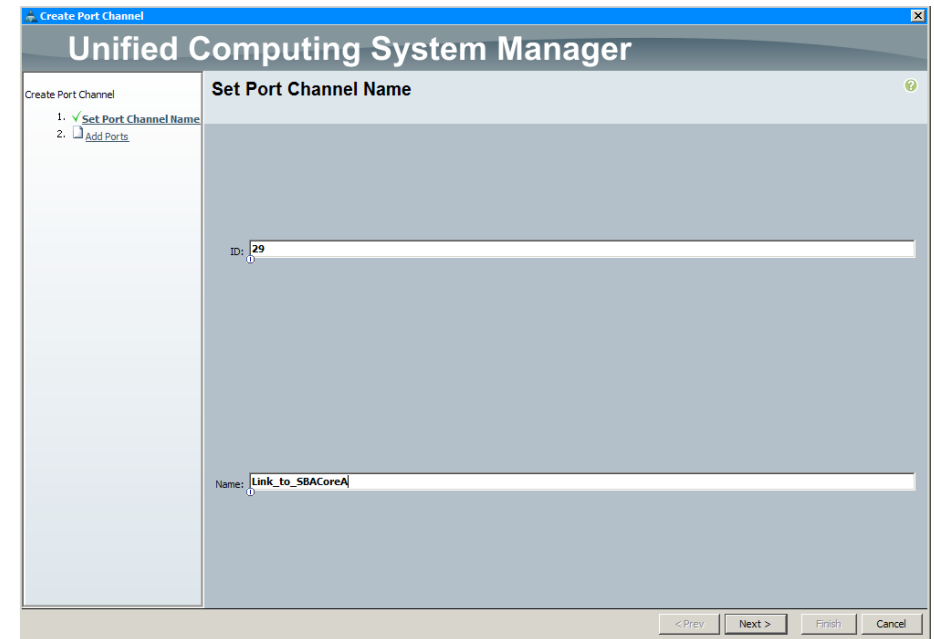 Create Port Channel
Unified Computing System Manager
Create Port Channel
1. Set Port Channel Name
2. Add Ports
Set Port Channel Name
ID: 29
Name: Link_to_SBACoreA
< Prev Next > Finish Cancel